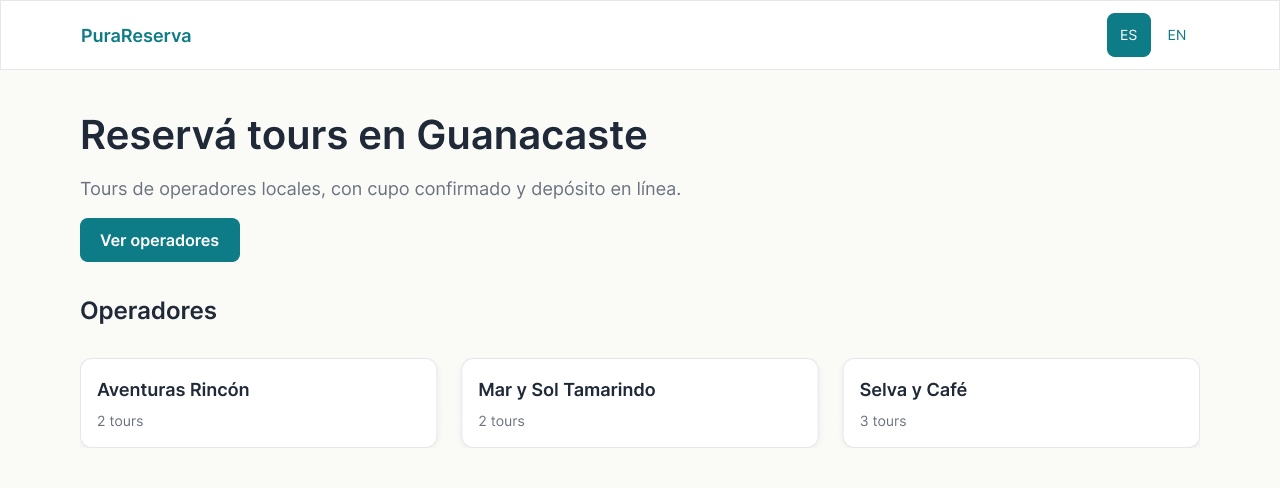 PuraReserva
ES EN
Reservá tours en Guanacaste
Tours de operadores locales, con cupo confirmado y depósito en línea.
Ver operadores
Operadores
Aventuras Rincón
2 tours
Mar y Sol Tamarindo
2 tours
Selva y Café
3 tours